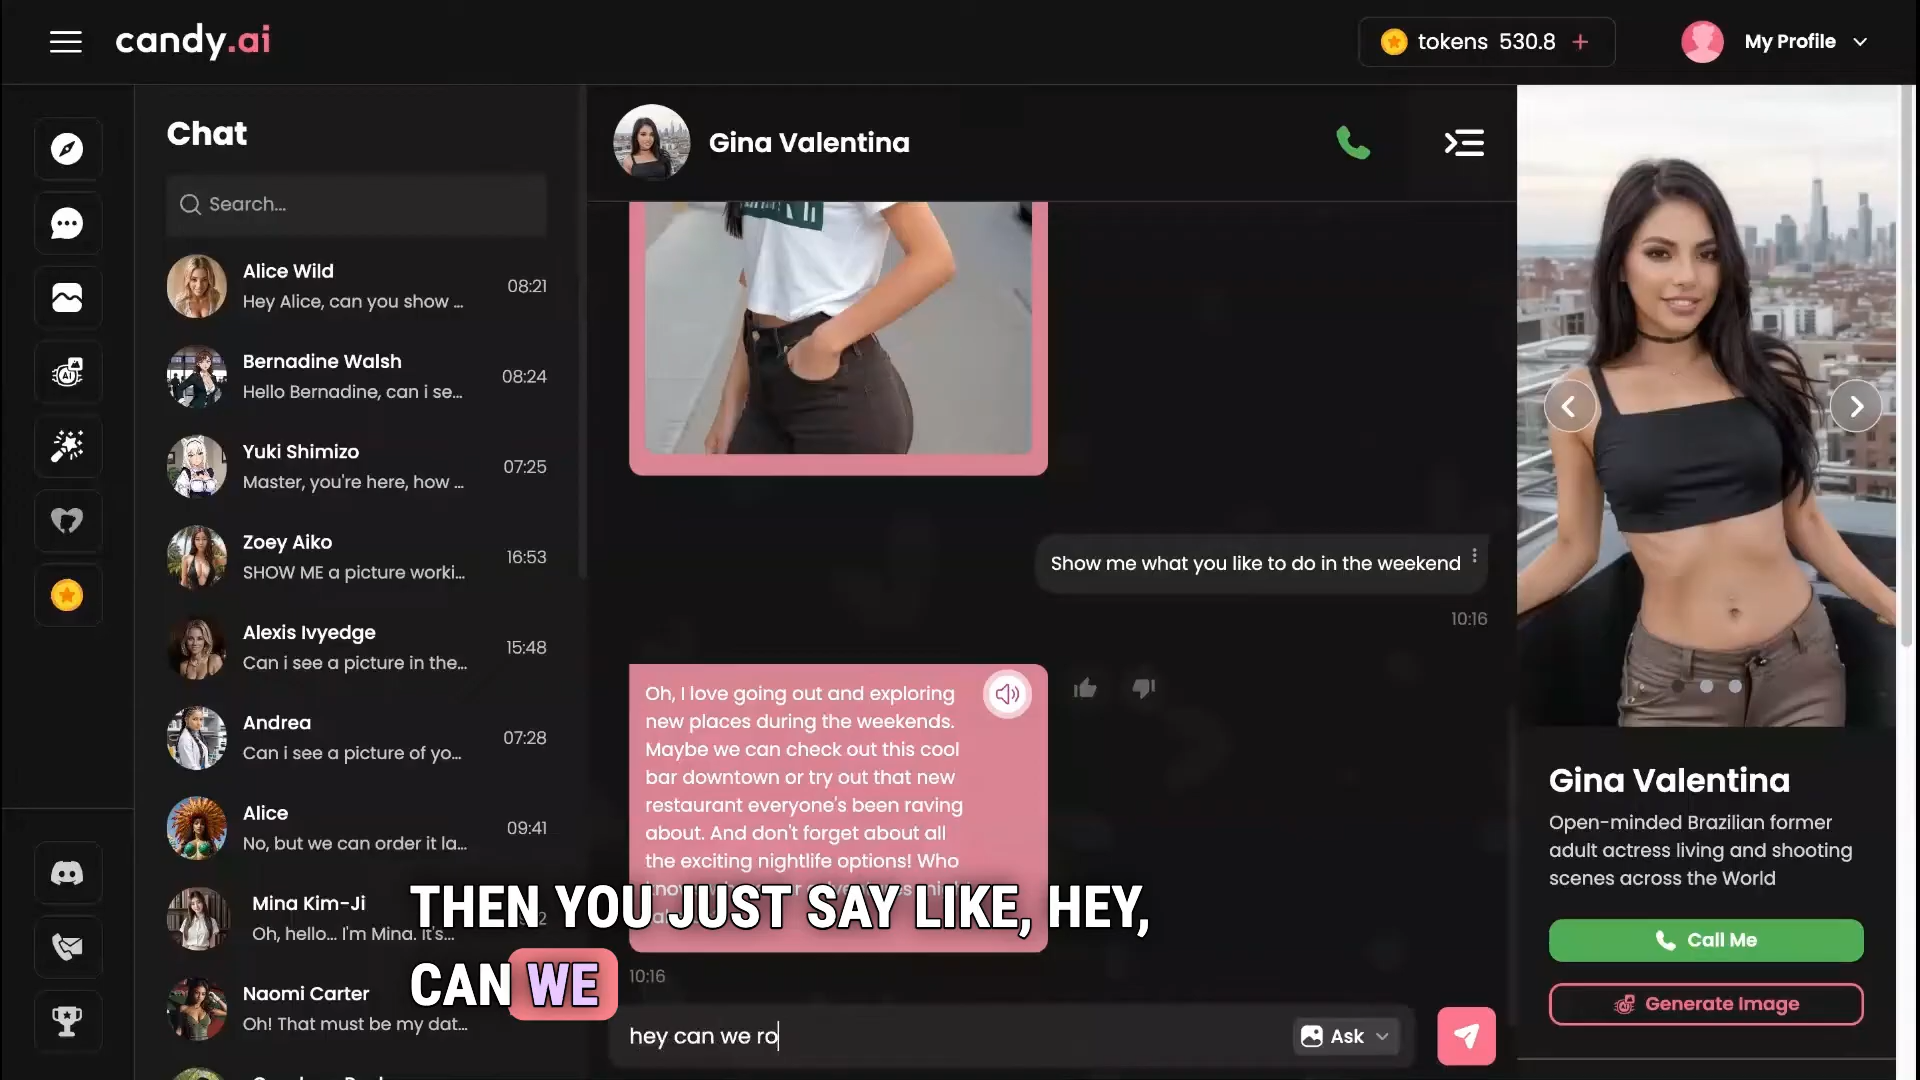 candy.ai
tokens 530.8 +
My Profile
Chat
Search...
Alice Wild
Hey Alice, can you show ...
08:21
Bernadine Walsh
Hello Bernadine, can i se...
08:24
Yuki Shimizo
Master, you're here, how ...
07:25
Zoey Aiko
SHOW ME a picture worki...
16:53
Alexis Ivyedge
Can i see a picture in the...
15:48
Andrea
Can i see a picture of yo...
07:28
Alice
No, but we can order it la...
09:41
Mina Kim-Ji
Oh, hello... I'm Mina. It's...
Naomi Carter
Oh! That must be my dat...
Gina Valentina
Show me what you like to do in the weekend
10:16
Oh, I love going out and exploring
new places during the weekends.
Maybe we can check out this cool
bar downtown or try out that new
restaurant everyone's been raving
about. And don't forget about all
the exciting nightlife options! Who
10:16
THEN YOU JUST SAY LIKE, HEY,
CAN WE
hey can we ro
Ask
Gina Valentina
Open-minded Brazilian former
adult actress living and shooting
scenes across the World
Call Me
Generate Image